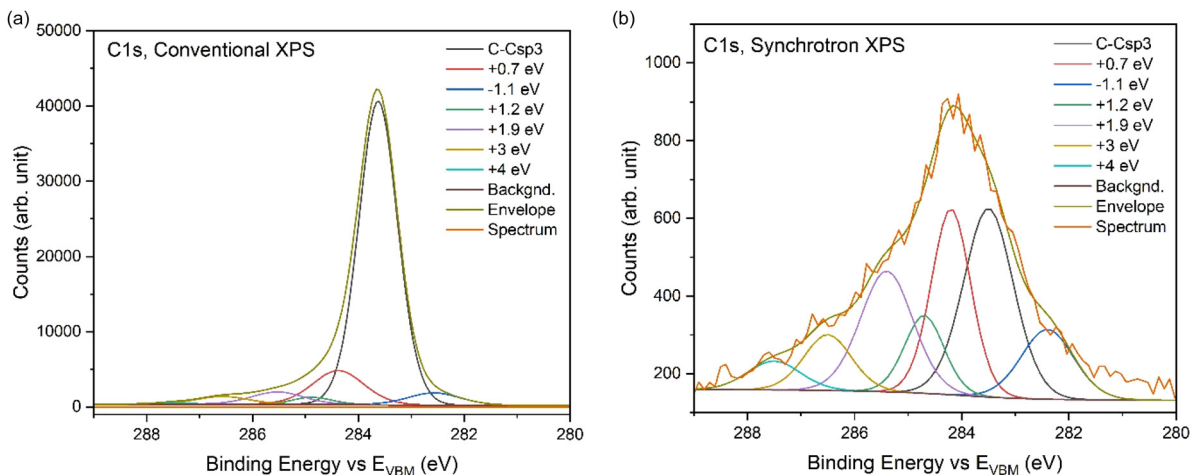 (a)
C1s, Conventional XPS
C-Csp3
+0.7 eV
-1.1 eV
+1.2 eV
+1.9 eV
+3 eV
+4 eV
Backgnd.
Envelope
Spectrum
50000
40000
30000
20000
10000
0
Counts (arb. unit)
288
286
284
282
280
Binding Energy vs EVBM (eV)
(b)
C1s, Synchrotron XPS
C-Csp3
+0.7 eV
-1.1 eV
+1.2 eV
+1.9 eV
+3 eV
+4 eV
Backgnd.
Envelope
Spectrum
1000
800
600
400
200
Counts (arb. unit)
288
286
284
282
280
Binding Energy vs EVBM (eV)